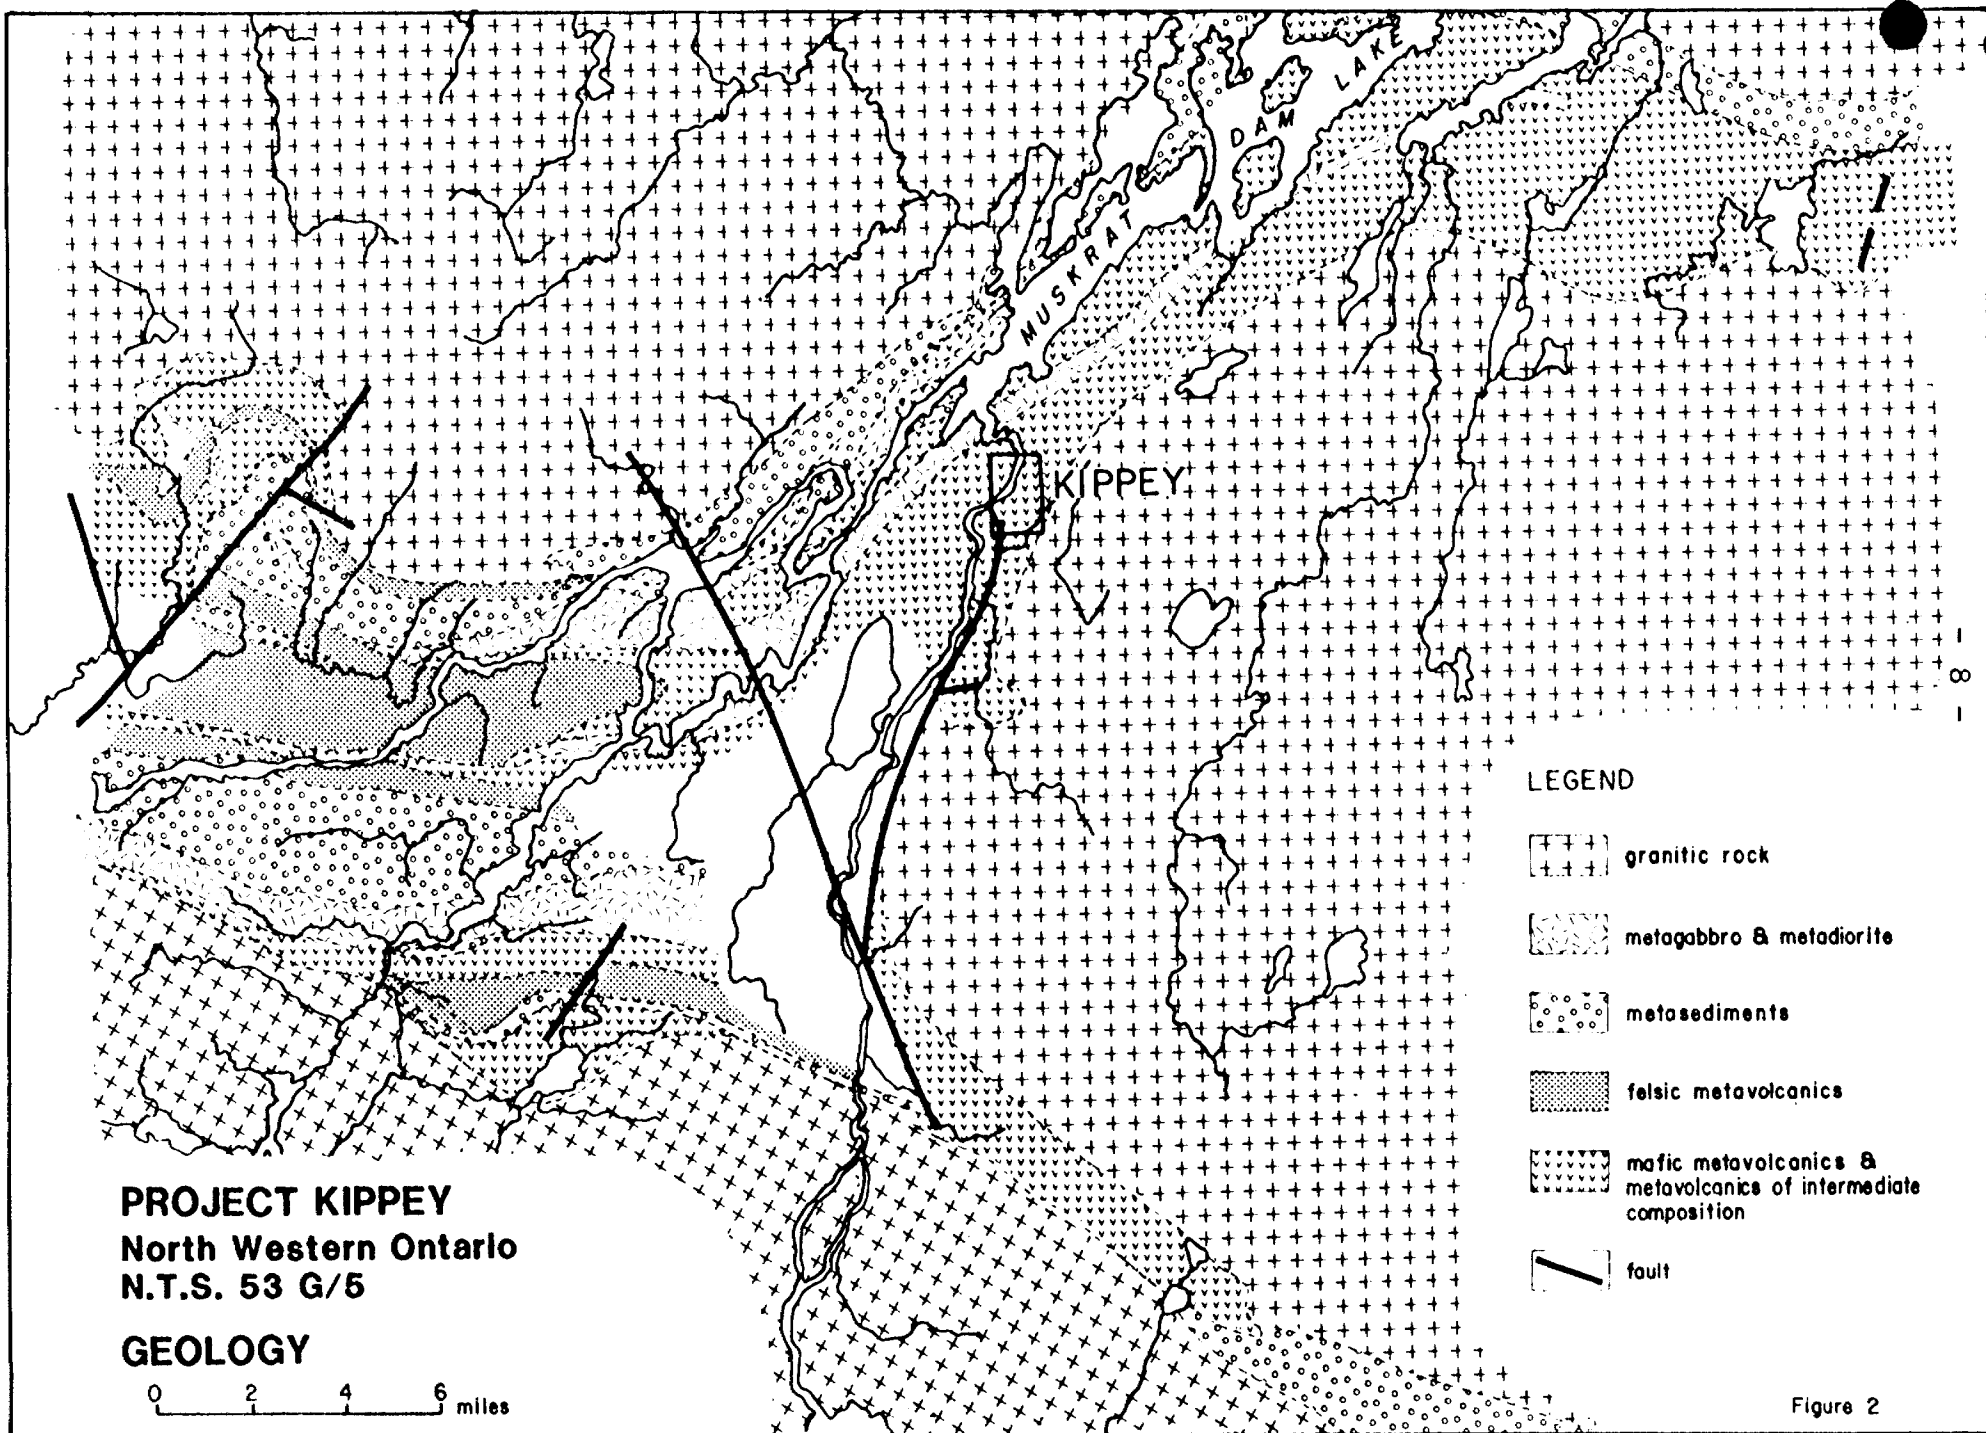 MUSKRAT DAM LAKE
KIPPEY
- 8 -
LEGEND
granitic rock
metagabbro & metadiorite
metasediments
felsic metavolcanics
mafic metavolcanics &
metavolcanics of intermediate
composition
fault
PROJECT KIPPEY
North Western Ontario
N.T.S. 53 G/5
GEOLOGY
0 2 4 6 miles
Figure 2